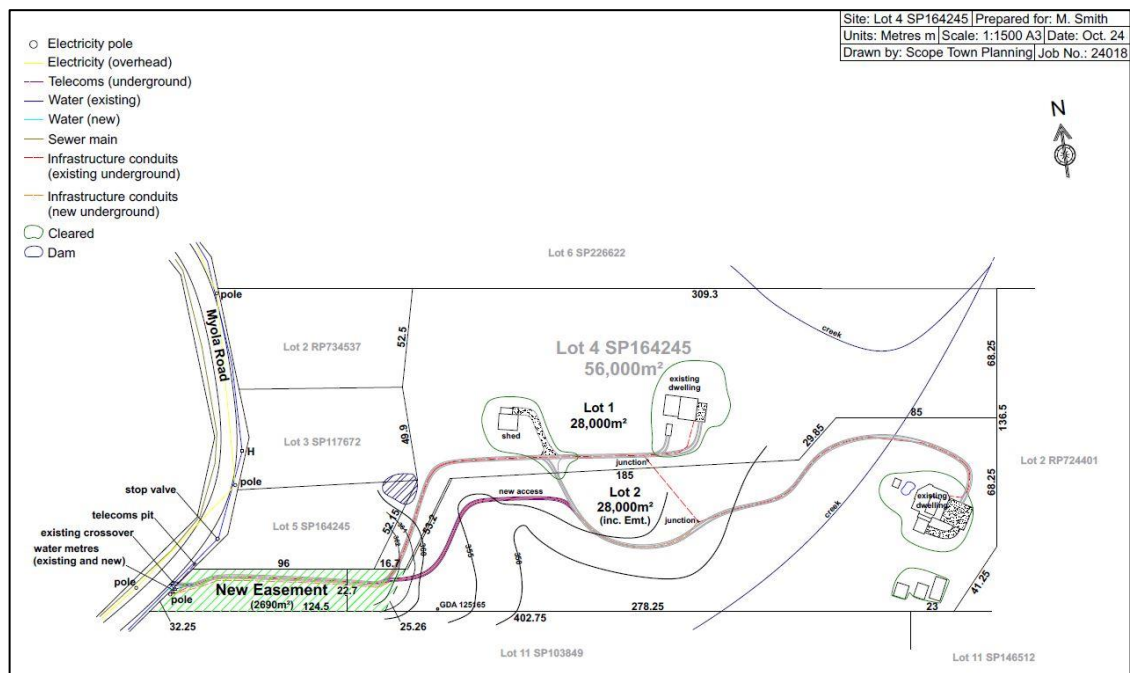 Site: Lot 4 SP164245 Prepared for: M. Smith
Units: Metres m Scale: 1:1500 A3 Date: Oct. 24
Drawn by: Scope Town Planning Job No.: 24018
Electricity pole
Electricity (overhead)
Telecoms (underground)
Water (existing)
Water (new)
Sewer main
Infrastructure conduits
(existing underground)
Infrastructure conduits
(new underground)
Cleared
Dam
N
Lot 6 SP226622
pole
309.3
Myola Road
52.5
creek
Lot 2 RP734537
Lot 4 SP164245
56,000m²
68.25
existing
dwelling
Lot 1
28,000m²
85
136.5
shed
Lot 3 SP117672
49.9
29.85
H
junction
185
Lot 2 RP724401
pole
stop valve
new access
Lot 2
28,000m²
(inc. Emt.)
68.25
existing
dwelling
telecoms pit
Lot 5 SP164245
52.15
53.2
junction
creek
existing crossover
water metres
(existing and new)
96
16.7
355
41.25
pole
pole
New Easement
(2690m²)
124.5
22.7
GDA 125165
278.25
23
32.25
25.26
402.75
Lot 11 SP103849
Lot 11 SP146512